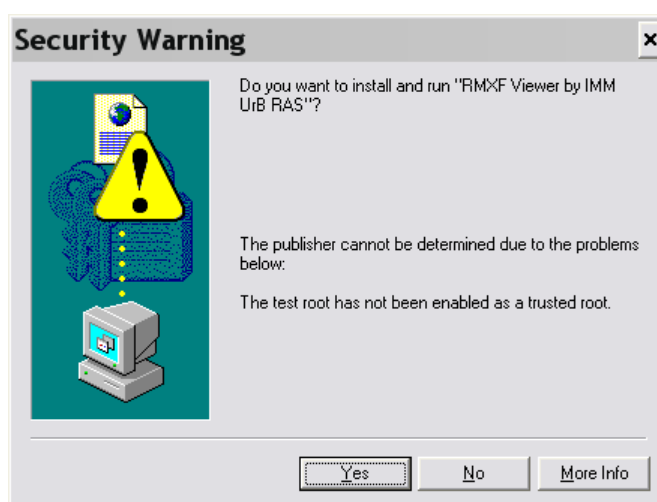 Security Warning
Do you want to install and run "RMXF Viewer by IMM
UrB RAS"?
The publisher cannot be determined due to the problems
below:
The test root has not been enabled as a trusted root.
Yes
No
More Info